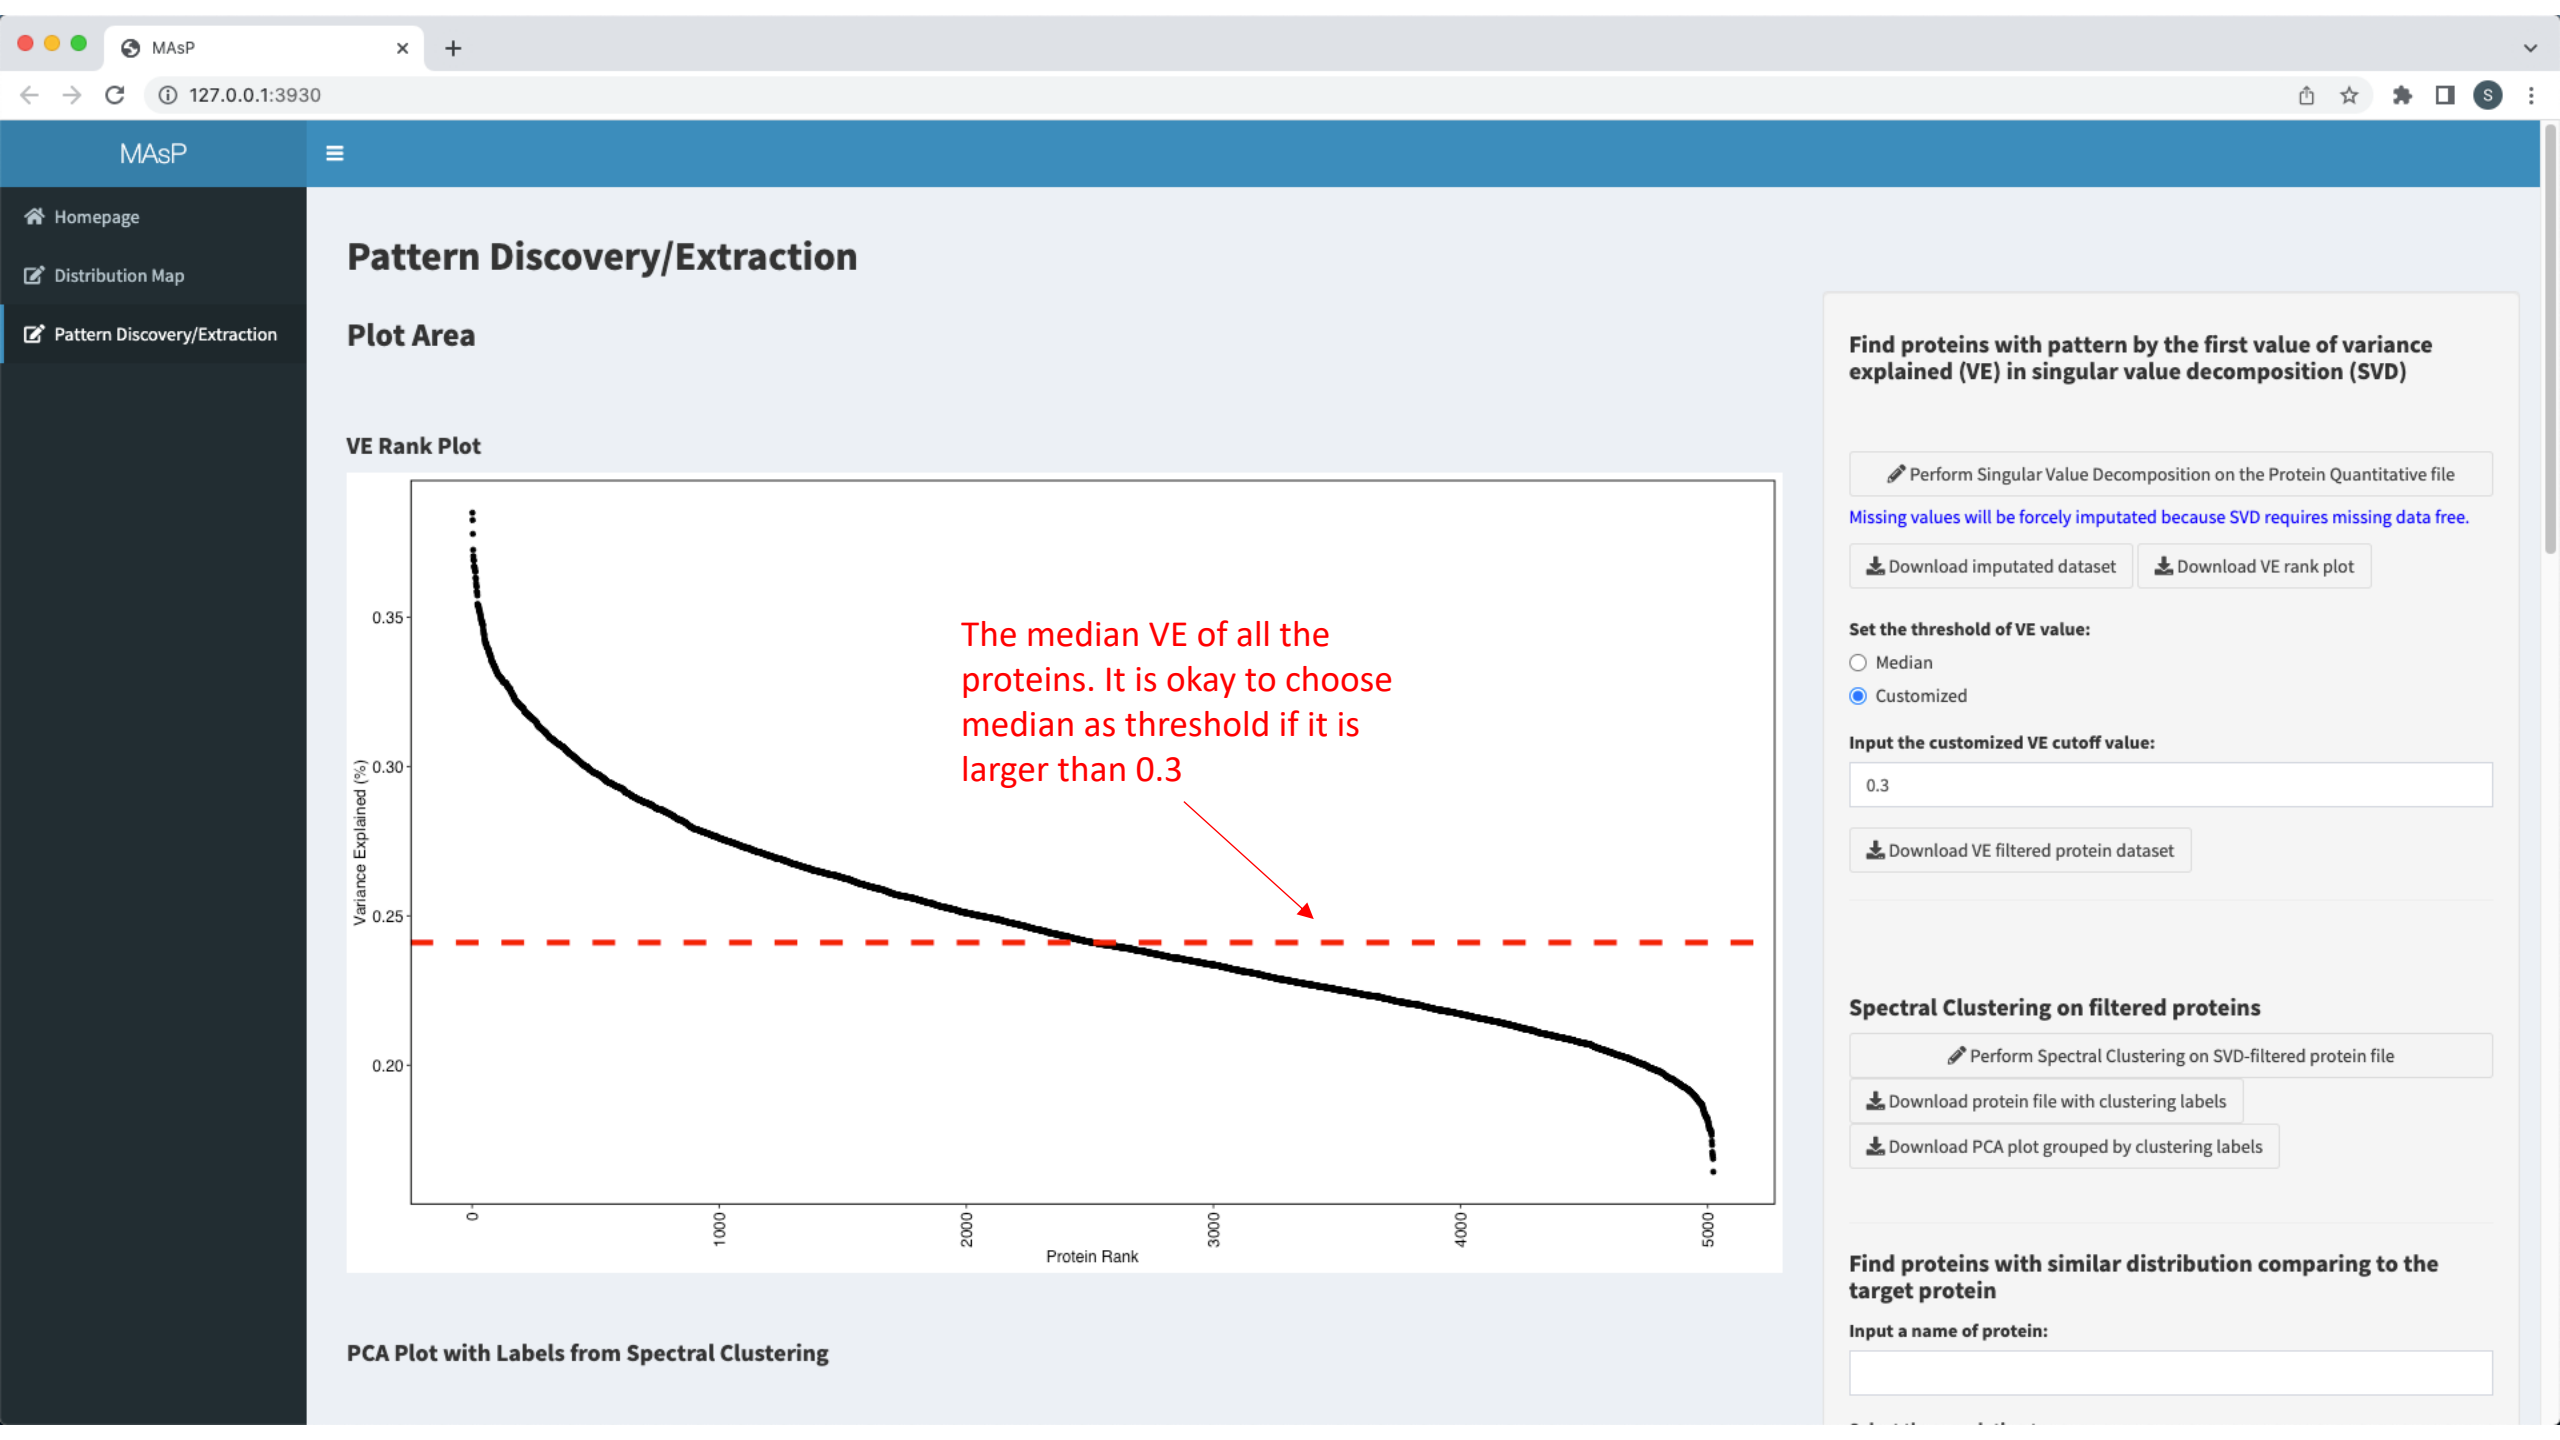 MAsP
127.0.0.1:3930
S
MAsP
Homepage
Distribution Map
Pattern Discovery/Extraction
Pattern Discovery/Extraction
Plot Area
VE Rank Plot
0.35
0.30
0.25
0.20
Variance Explained (%)
0
1000
2000
3000
4000
5000
Protein Rank
The median VE of all the
proteins. It is okay to choose
median as threshold if it is
larger than 0.3
PCA Plot with Labels from Spectral Clustering
Find proteins with pattern by the first value of variance
explained (VE) in singular value decomposition (SVD)
Perform Singular Value Decomposition on the Protein Quantitative file
Missing values will be forcely imputated because SVD requires missing data free.
Download imputated dataset
Download VE rank plot
Set the threshold of VE value:
Median
Customized
Input the customized VE cutoff value:
0.3
Download VE filtered protein dataset
Spectral Clustering on filtered proteins
Perform Spectral Clustering on SVD-filtered protein file
Download protein file with clustering labels
Download PCA plot grouped by clustering labels
Find proteins with similar distribution comparing to the
target protein
Input a name of protein: